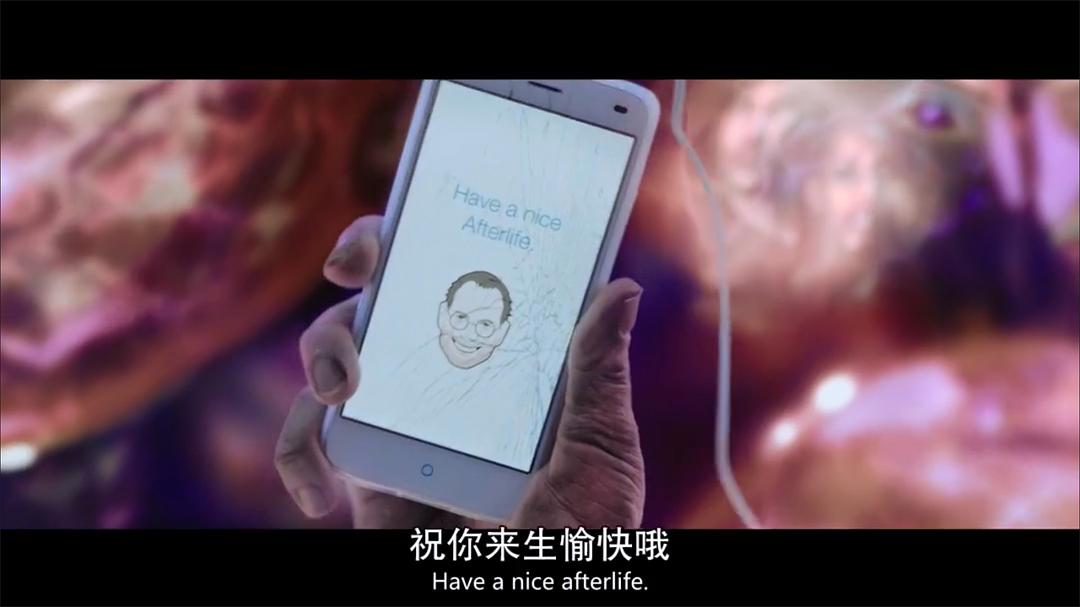 Have a nice
Afterlife.
祝你来生愉快哦
Have a nice afterlife.